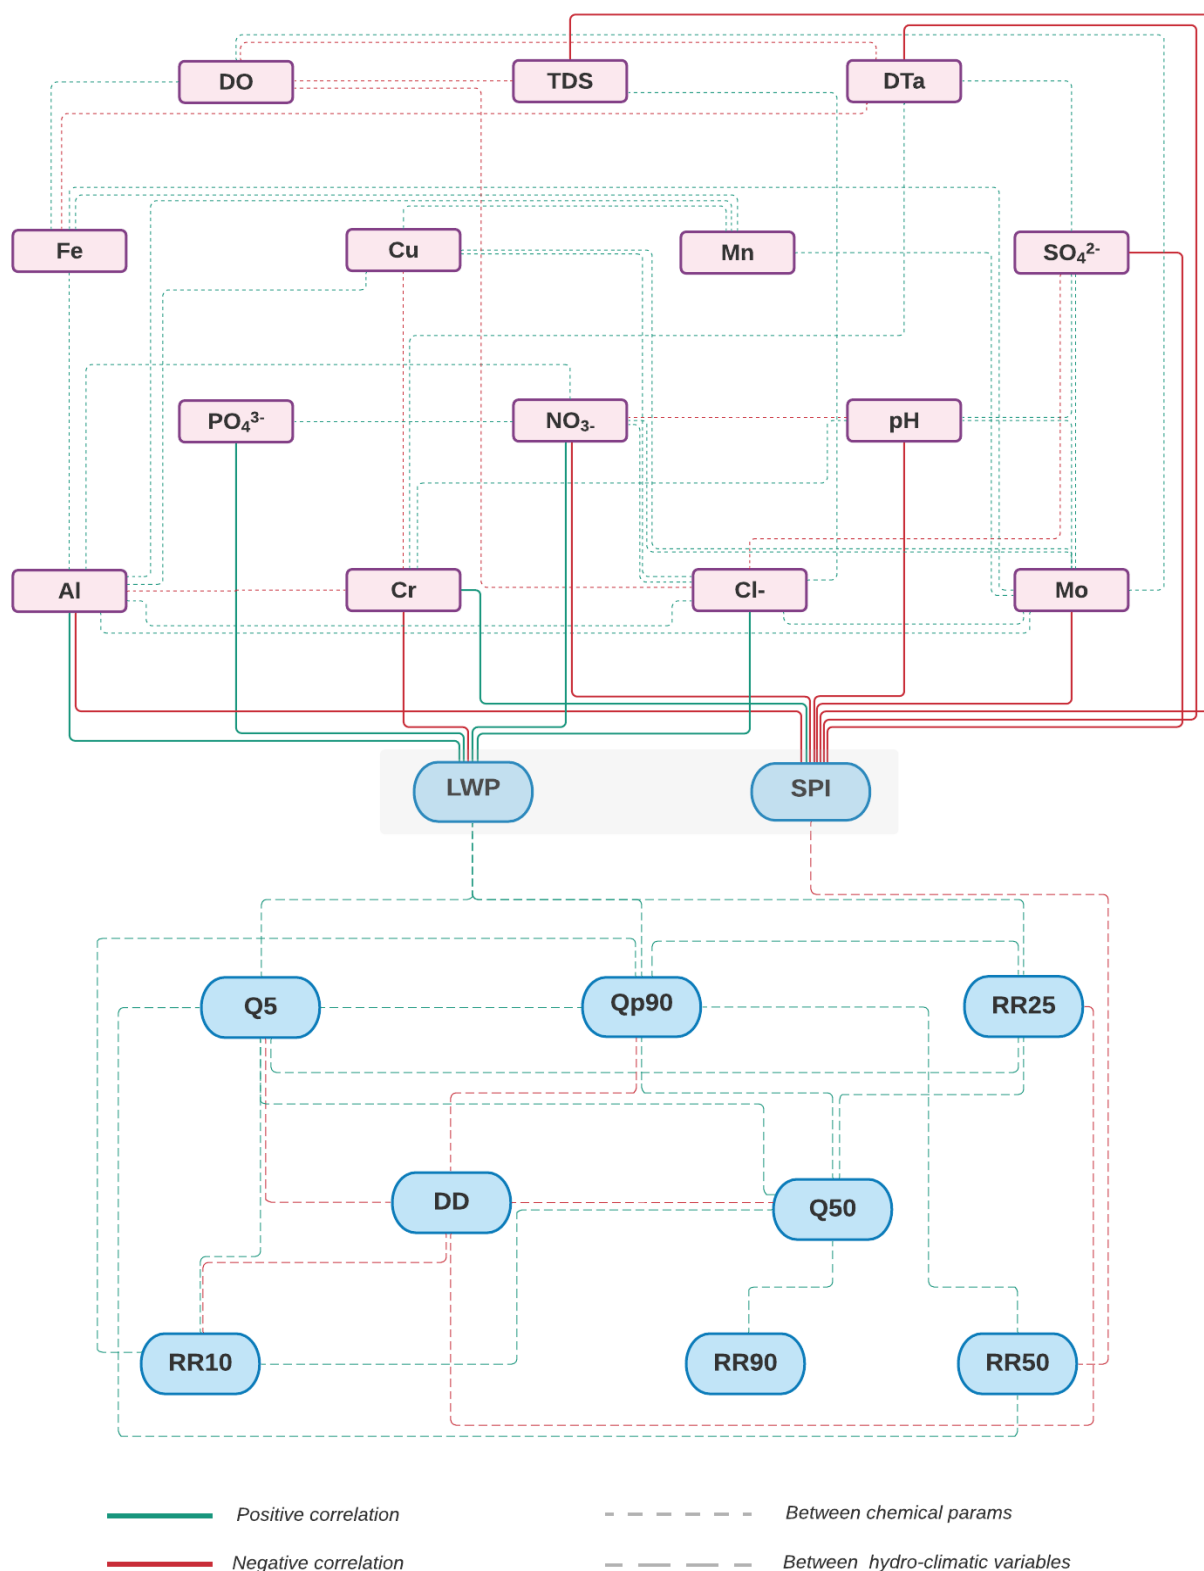 DO
TDS
DTa
Fe
Cu
Mn
SO₄²⁻
PO₄³⁻
NO₃₋
pH
Al
Cr
Cl-
Mo
LWP
SPI
Q5
Qp90
RR25
DD
Q50
RR10
RR90
RR50
Positive correlation
Between chemical params
Negative correlation
Between hydro-climatic variables